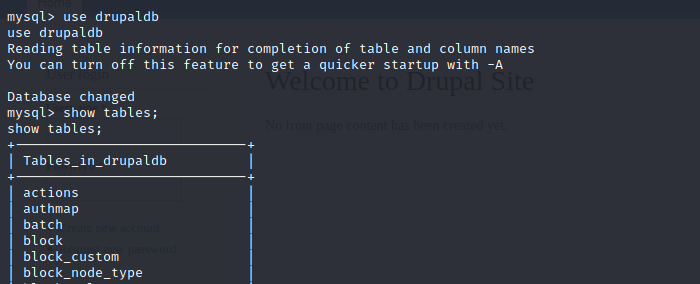 Home
mysql> use drupaldb
use drupaldb
Reading table information for completion of table and column names
You can turn off this feature to get a quicker startup with -A
User login
Welcome to Drupal Site
Database changed
mysql> show tables;
show tables;
No front page content has been created yet.
Tables_in_drupaldb
actions
authmap
batch
block
block_custom
block_node_type
new account
new password